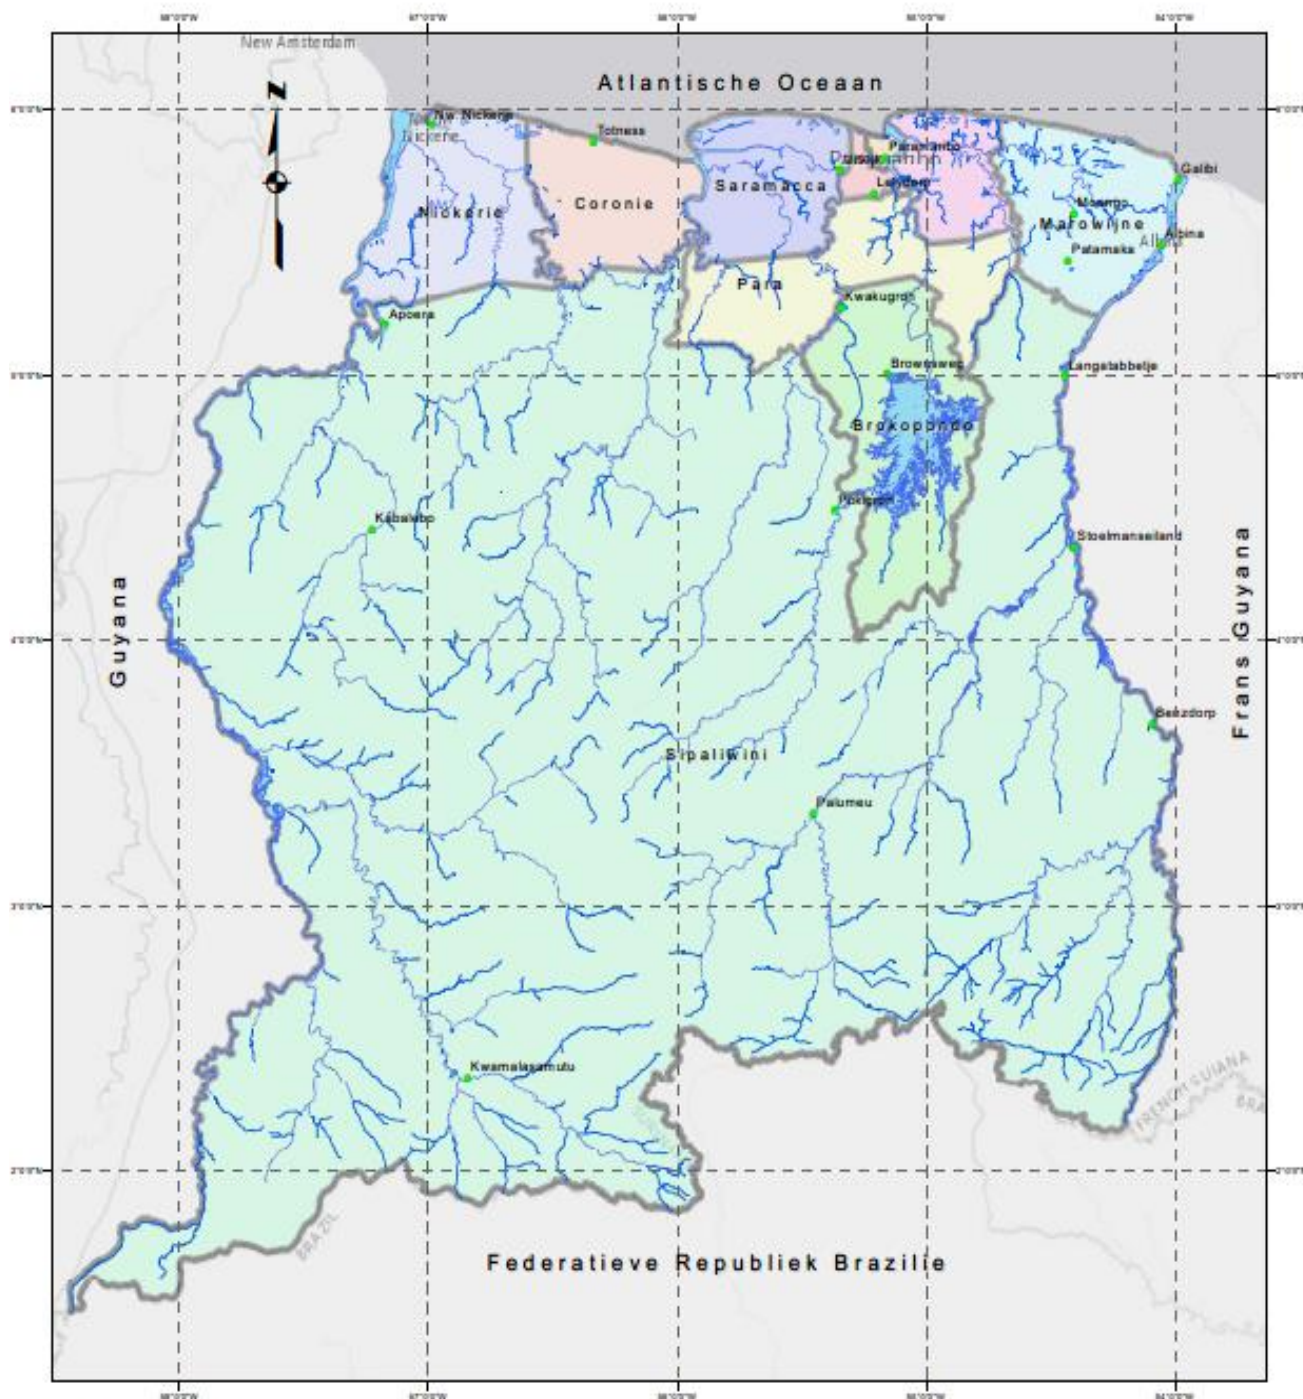 New Amsterdam
N
Atlantische Oceaan
Nw. Nickerie
Nickerie
Totness
Paramaribo
Lelydorp
Galibi
Saramacca
Nickerie
Coronie
Moengo
Marowijne
Albina
Patamaka
Para
Kwakugron
Apoera
Brownsweg
Langatabbetje
Brokopondo
Pokigron
Kabalebo
Stoelmanseiland
Guyana
Frans Guyana
Benzdorp
Sipaliwini
Palumeu
Kwamalasamutu
FRENCH GUIANA
BRAZIL
Federatieve Republiek Brazilie